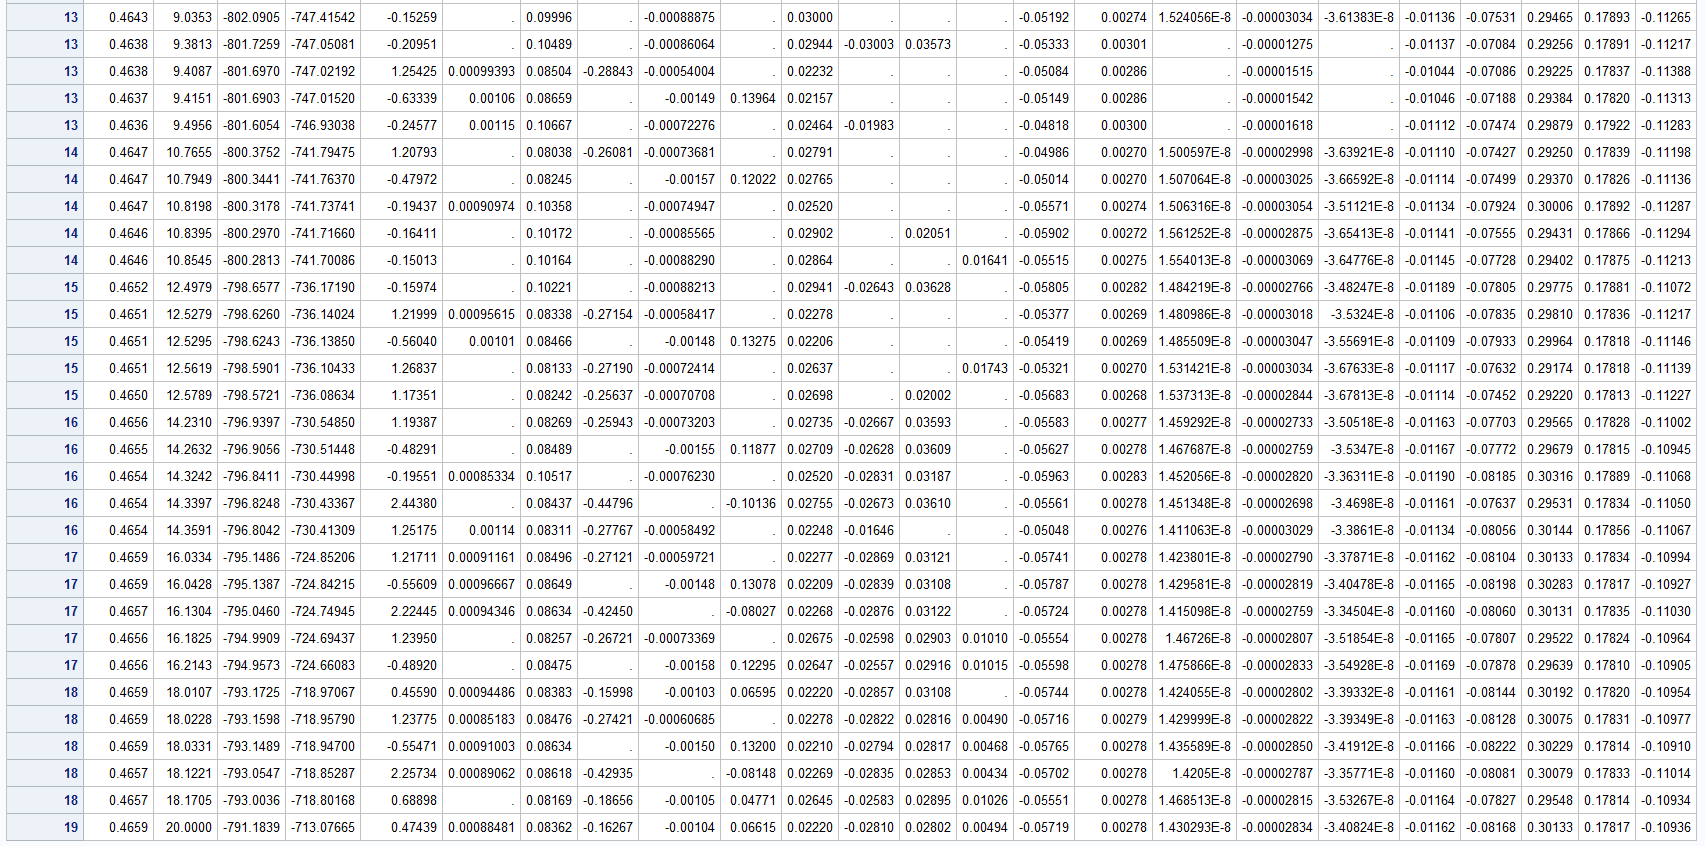 13 0.4643 9.0353 -802.0905 -747.41542 -0.15259 . 0.09996 . -0.00088875 . 0.03000 . . . -0.05192 0.00274 1.524056E-8 -0.00003034 -3.61383E-8 -0.01136 -0.07531 0.29465 0.17893 -0.11265
13 0.4638 9.3813 -801.7259 -747.05081 -0.20951 . 0.10489 . -0.00086064 . 0.02944 -0.03003 0.03573 . -0.05333 0.00301 . -0.00001275 . -0.01137 -0.07084 0.29256 0.17891 -0.11217
13 0.4638 9.4087 -801.6970 -747.02192 1.25425 0.00099393 0.08504 -0.28843 -0.00054004 . 0.02232 . . . -0.05084 0.00286 . -0.00001515 . -0.01044 -0.07086 0.29225 0.17837 -0.11388
13 0.4637 9.4151 -801.6903 -747.01520 -0.63339 0.00106 0.08659 . -0.00149 0.13964 0.02157 . . . -0.05149 0.00286 . -0.00001542 . -0.01046 -0.07188 0.29384 0.17820 -0.11313
13 0.4636 9.4956 -801.6054 -746.93038 -0.24577 0.00115 0.10667 . -0.00072276 . 0.02464 -0.01983 . . -0.04818 0.00300 . -0.00001618 . -0.01112 -0.07474 0.29879 0.17922 -0.11283
14 0.4647 10.7655 -800.3752 -741.79475 1.20793 . 0.08038 -0.26081 -0.00073681 . 0.02791 . . . -0.04986 0.00270 1.500597E-8 -0.00002998 -3.63921E-8 -0.01110 -0.07427 0.29250 0.17839 -0.11198
14 0.4647 10.7949 -800.3441 -741.76370 -0.47972 . 0.08245 . -0.00157 0.12022 0.02765 . . . -0.05014 0.00270 1.507064E-8 -0.00003025 -3.66592E-8 -0.01114 -0.07499 0.29370 0.17826 -0.11136
14 0.4647 10.8198 -800.3178 -741.73741 -0.19437 0.00090974 0.10358 . -0.00074947 . 0.02520 . . . -0.05571 0.00274 1.506316E-8 -0.00003054 -3.51121E-8 -0.01134 -0.07924 0.30006 0.17892 -0.11287
14 0.4646 10.8395 -800.2970 -741.71660 -0.16411 . 0.10172 . -0.00085565 . 0.02902 . 0.02051 . -0.05902 0.00272 1.561252E-8 -0.00002875 -3.65413E-8 -0.01141 -0.07555 0.29431 0.17866 -0.11294
14 0.4646 10.8545 -800.2813 -741.70086 -0.15013 . 0.10164 . -0.00088290 . 0.02864 . . 0.01641 -0.05515 0.00275 1.554013E-8 -0.00003069 -3.64776E-8 -0.01145 -0.07728 0.29402 0.17875 -0.11213
15 0.4652 12.4979 -798.6577 -736.17190 -0.15974 . 0.10221 . -0.00088213 . 0.02941 -0.02643 0.03628 . -0.05805 0.00282 1.484219E-8 -0.00002766 -3.48247E-8 -0.01189 -0.07805 0.29775 0.17881 -0.11072
15 0.4651 12.5279 -798.6260 -736.14024 1.21999 0.00095615 0.08338 -0.27154 -0.00058417 . 0.02278 . . . -0.05377 0.00269 1.480986E-8 -0.00003018 -3.5324E-8 -0.01106 -0.07835 0.29810 0.17836 -0.11217
15 0.4651 12.5295 -798.6243 -736.13850 -0.56040 0.00101 0.08466 . -0.00148 0.13275 0.02206 . . . -0.05419 0.00269 1.485509E-8 -0.00003047 -3.55691E-8 -0.01109 -0.07933 0.29964 0.17818 -0.11146
15 0.4651 12.5619 -798.5901 -736.10433 1.26837 . 0.08133 -0.27190 -0.00072414 . 0.02637 . . 0.01743 -0.05321 0.00270 1.531421E-8 -0.00003034 -3.67633E-8 -0.01117 -0.07632 0.29174 0.17818 -0.11139
15 0.4650 12.5789 -798.5721 -736.08634 1.17351 . 0.08242 -0.25637 -0.00070708 . 0.02698 . 0.02002 . -0.05683 0.00268 1.537313E-8 -0.00002844 -3.67813E-8 -0.01114 -0.07452 0.29220 0.17813 -0.11227
16 0.4656 14.2310 -796.9397 -730.54850 1.19387 . 0.08269 -0.25943 -0.00073203 . 0.02735 -0.02667 0.03593 . -0.05583 0.00277 1.459292E-8 -0.00002733 -3.50518E-8 -0.01163 -0.07703 0.29565 0.17828 -0.11002
16 0.4655 14.2632 -796.9056 -730.51448 -0.48291 . 0.08489 . -0.00155 0.11877 0.02709 -0.02628 0.03609 . -0.05627 0.00278 1.467687E-8 -0.00002759 -3.5347E-8 -0.01167 -0.07772 0.29679 0.17815 -0.10945
16 0.4654 14.3242 -796.8411 -730.44998 -0.19551 0.00085334 0.10517 . -0.00076230 . 0.02520 -0.02831 0.03187 . -0.05963 0.00283 1.452056E-8 -0.00002820 -3.36311E-8 -0.01190 -0.08185 0.30316 0.17889 -0.11068
16 0.4654 14.3397 -796.8248 -730.43367 2.44380 . 0.08437 -0.44796 . -0.10136 0.02755 -0.02673 0.03610 . -0.05561 0.00278 1.451348E-8 -0.00002698 -3.4698E-8 -0.01161 -0.07637 0.29531 0.17834 -0.11050
16 0.4654 14.3591 -796.8042 -730.41309 1.25175 0.00114 0.08311 -0.27767 -0.00058492 . 0.02248 -0.01646 . . -0.05048 0.00276 1.411063E-8 -0.00003029 -3.3861E-8 -0.01134 -0.08056 0.30144 0.17856 -0.11067
17 0.4659 16.0334 -795.1486 -724.85206 1.21711 0.00091161 0.08496 -0.27121 -0.00059721 . 0.02277 -0.02869 0.03121 . -0.05741 0.00278 1.423801E-8 -0.00002790 -3.37871E-8 -0.01162 -0.08104 0.30133 0.17834 -0.10994
17 0.4659 16.0428 -795.1387 -724.84215 -0.55609 0.00096667 0.08649 . -0.00148 0.13078 0.02209 -0.02839 0.03108 . -0.05787 0.00278 1.429581E-8 -0.00002819 -3.40478E-8 -0.01165 -0.08198 0.30283 0.17817 -0.10927
17 0.4657 16.1304 -795.0460 -724.74945 2.22445 0.00094346 0.08634 -0.42450 . -0.08027 0.02268 -0.02876 0.03122 . -0.05724 0.00278 1.415098E-8 -0.00002759 -3.34504E-8 -0.01160 -0.08060 0.30131 0.17835 -0.11030
17 0.4656 16.1825 -794.9909 -724.69437 1.23950 . 0.08257 -0.26721 -0.00073369 . 0.02675 -0.02598 0.02903 0.01010 -0.05554 0.00278 1.46726E-8 -0.00002807 -3.51854E-8 -0.01165 -0.07807 0.29522 0.17824 -0.10964
17 0.4656 16.2143 -794.9573 -724.66083 -0.48920 . 0.08475 . -0.00158 0.12295 0.02647 -0.02557 0.02916 0.01015 -0.05598 0.00278 1.475866E-8 -0.00002833 -3.54928E-8 -0.01169 -0.07878 0.29639 0.17810 -0.10905
18 0.4659 18.0107 -793.1725 -718.97067 0.45590 0.00094486 0.08383 -0.15998 -0.00103 0.06595 0.02220 -0.02857 0.03108 . -0.05744 0.00278 1.424055E-8 -0.00002802 -3.39332E-8 -0.01161 -0.08144 0.30192 0.17820 -0.10954
18 0.4659 18.0228 -793.1598 -718.95790 1.23775 0.00085183 0.08476 -0.27421 -0.00060685 . 0.02278 -0.02822 0.02816 0.00490 -0.05716 0.00279 1.429999E-8 -0.00002822 -3.39349E-8 -0.01163 -0.08128 0.30075 0.17831 -0.10977
18 0.4659 18.0331 -793.1489 -718.94700 -0.55471 0.00091003 0.08634 . -0.00150 0.13200 0.02210 -0.02794 0.02817 0.00468 -0.05765 0.00278 1.435589E-8 -0.00002850 -3.41912E-8 -0.01166 -0.08222 0.30229 0.17814 -0.10910
18 0.4657 18.1221 -793.0547 -718.85287 2.25734 0.00089062 0.08618 -0.42935 . -0.08148 0.02269 -0.02835 0.02853 0.00434 -0.05702 0.00278 1.4205E-8 -0.00002787 -3.35771E-8 -0.01160 -0.08081 0.30079 0.17833 -0.11014
18 0.4657 18.1705 -793.0036 -718.80168 0.68898 . 0.08169 -0.18656 -0.00105 0.04771 0.02645 -0.02583 0.02895 0.01026 -0.05551 0.00278 1.468513E-8 -0.00002815 -3.53267E-8 -0.01164 -0.07827 0.29548 0.17814 -0.10934
19 0.4659 20.0000 -791.1839 -713.07665 0.47439 0.00088481 0.08362 -0.16267 -0.00104 0.06615 0.02220 -0.02810 0.02802 0.00494 -0.05719 0.00278 1.430293E-8 -0.00002834 -3.40824E-8 -0.01162 -0.08168 0.30133 0.17817 -0.10936